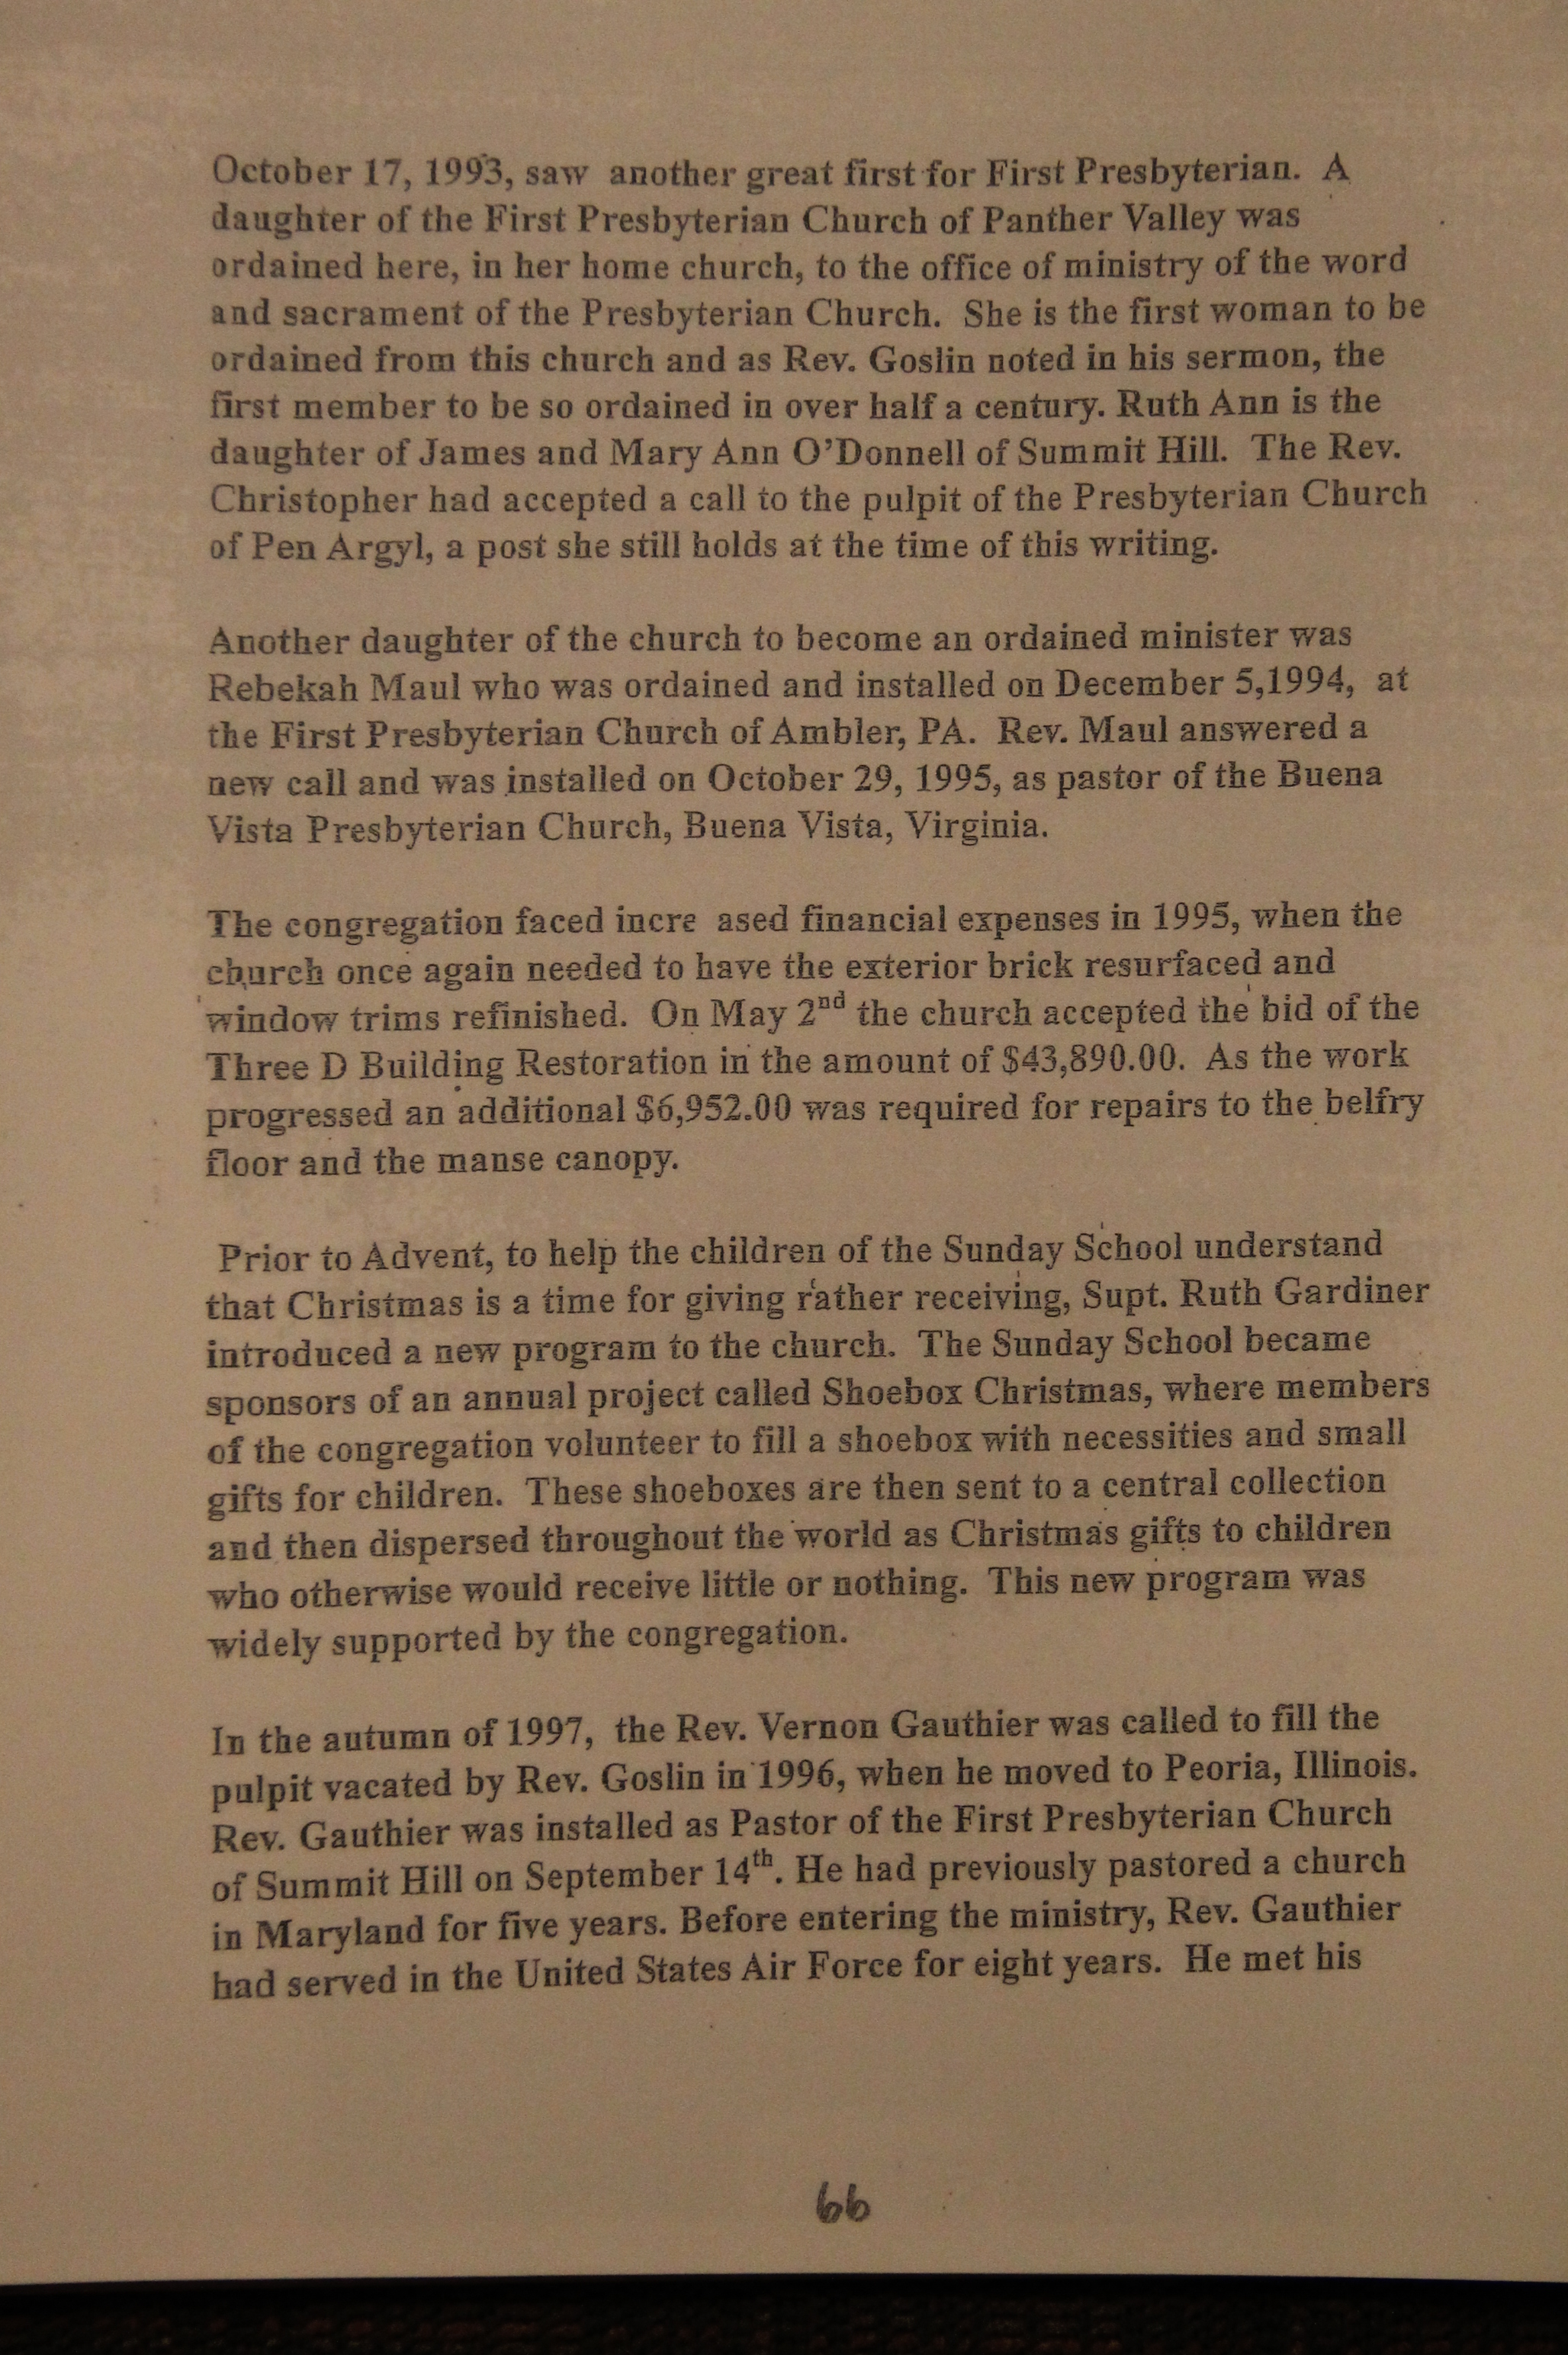 October 17, 1993, saw another great first for First Presbyterian. A
daughter of the First Presbyterian Church of Panther Valley was
ordained here, in her home church, to the office of ministry of the word
and sacrament of the Presbyterian Church. She is the first woman to be
ordained from this church and as Rev. Goslin noted in his sermon, the
first member to be so ordained in over half a century. Ruth Ann is the
daughter of James and Mary Ann O'Donnell of Summit Hill. The Rev.
Christopher had accepted a call to the pulpit of the Presbyterian Church
of Pen Argyl, a post she still holds at the time of this writing.
Another daughter of the church to become an ordained minister was
Rebekah Maul who was ordained and installed on December 5,1994, at
the First Presbyterian Church of Ambler, PA. Rev. Maul answered a
new call and was installed on October 29, 1995, as pastor of the Buena
Vista Presbyterian Church, Buena Vista, Virginia.
The congregation faced incre ased financial expenses in 1995, when the
church once again needed to have the exterior brick resurfaced and
window trims refinished. On May 2nd the church accepted the bid of the
Three D Building Restoration in the amount of $43,890.00. As the work
progressed an additional $6,952.00 was required for repairs to the belfry
floor and the manse canopy.
Prior to Advent, to help the children of the Sunday School understand
that Christmas is a time for giving rather receiving, Supt. Ruth Gardiner
introduced a new program to the church. The Sunday School became
sponsors of an annual project called Shoebox Christmas, where members
of the congregation volunteer to fill a shoebox with necessities and small
gifts for children. These shoeboxes are then sent to a central collection
and then dispersed throughout the world as Christmas gifts to children
who otherwise would receive little or nothing. This new program was
widely supported by the congregation.
In the autumn of 1997, the Rev. Vernon Gauthier was called to fill the
pulpit vacated by Rev. Goslin in 1996, when he moved to Peoria, Illinois.
Rev. Gauthier was installed as Pastor of the First Presbyterian Church
of Summit Hill on September 14th. He had previously pastored a church
in Maryland for five years. Before entering the ministry, Rev. Gauthier
had served in the United States Air Force for eight years. He met his
66